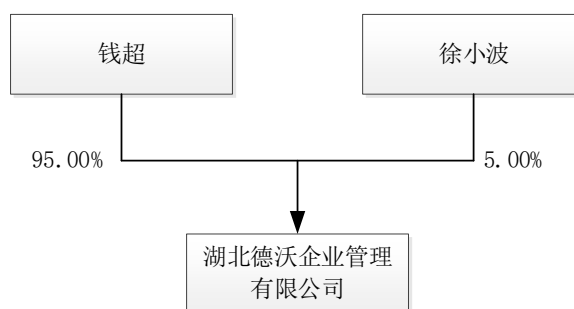 钱超
徐小波
95.00%
5.00%
湖北德沃企业管理
有限公司